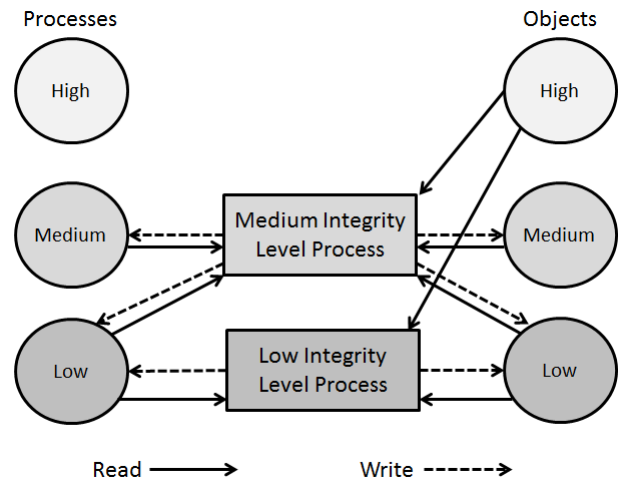 Processes
Objects
High
High
Medium
Medium Integrity
Level Process
Medium
Low
Low Integrity
Level Process
Low
Read
Write